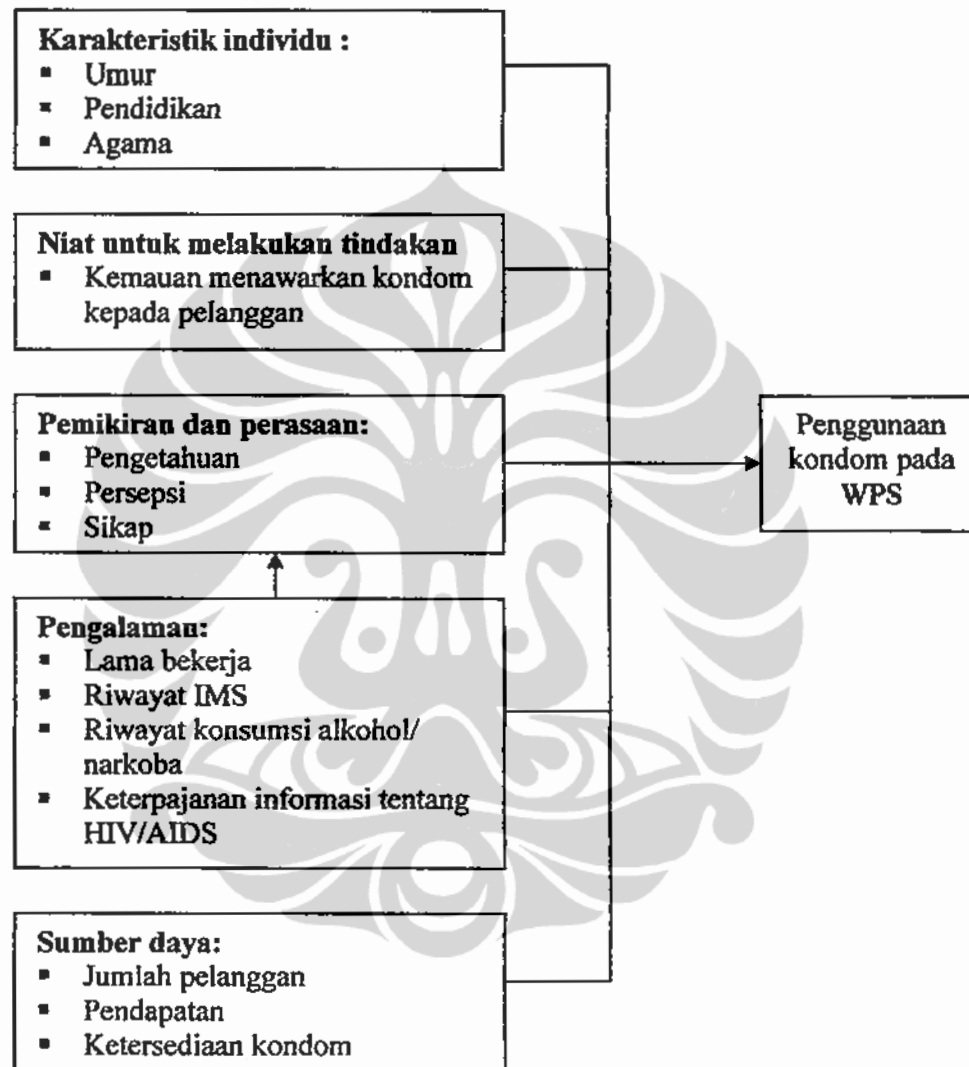 Karakteristik individu :
▪ Umur
▪ Pendidikan
▪ Agama
Niat untuk melakukan tindakan
▪ Kemauan menawarkan kondom
kepada pelanggan
Pemikiran dan perasaan:
▪ Pengetahuan
▪ Persepsi
▪ Sikap
Pengalaman:
▪ Lama bekerja
▪ Riwayat IMS
▪ Riwayat konsumsi alkohol/
narkoba
▪ Keterpajanan informasi tentang
HIV/AIDS
Sumber daya:
▪ Jumlah pelanggan
▪ Pendapatan
▪ Ketersediaan kondom
Penggunaan
kondom pada
WPS